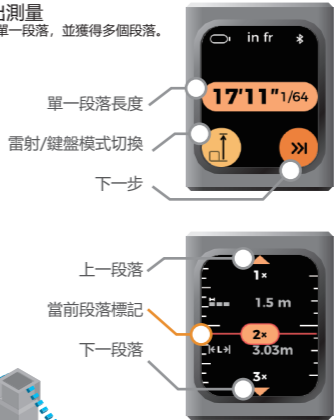 出測量
單一段落，並獲得多個段落。
in fr
17'11"1/64
單一段落長度
雷射/鍵盤模式切換
下一步
上一段落
1×
1.5 m
當前段落標記
2×
|←L→|
3.03m
下一段落
3×